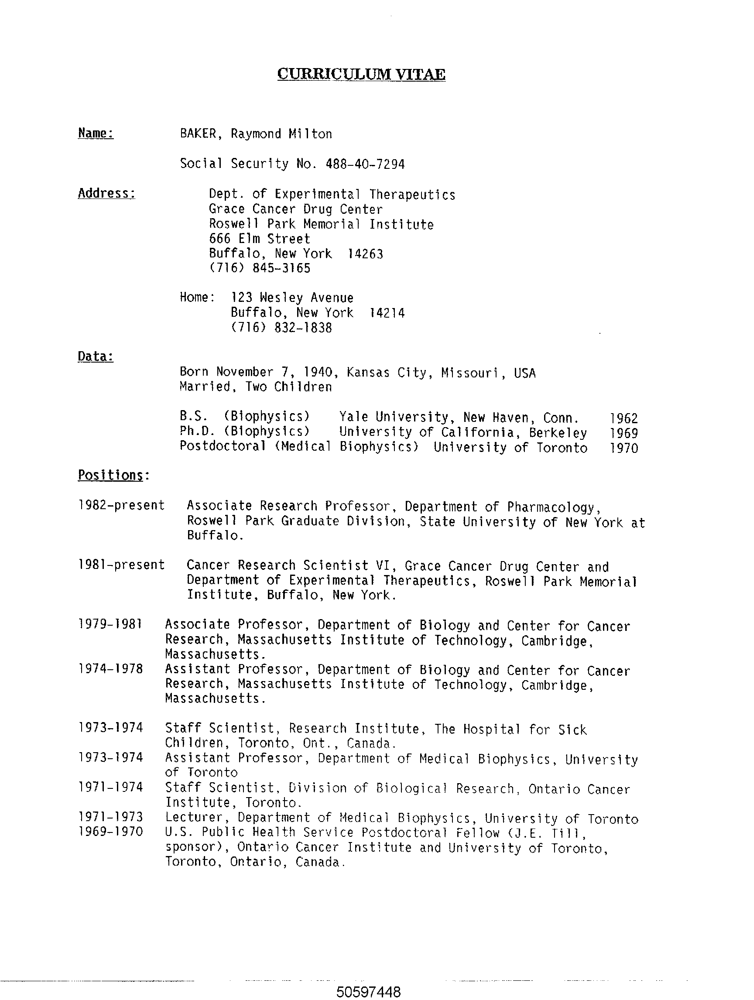 CURRICULUM VITAE
Name: BAKER, Raymond Milton
Social Security No. 488-40-7294
Address: Dept. of Experimental Therapeutics
Grace Cancer Drug Center
Roswell Park Memorial Institute
666 Elm Street
Buffalo, New York 14263
(716) 845-3165
Home: 123 Wesley Avenue
Buffalo, New York 14214
(716) 832-1838
Data:
Born November 7, 1940, Kansas City, Missouri, USA
Married, Two Children
B.S. (Biophysics) Yale University, New Haven, Conn. 1962
Ph.D. (Biophysics) University of California, Berkeley 1969
Postdoctoral (Medical Biophysics) University of Toronto 1970
Positions:
1982-present Associate Research Professor, Department of Pharmacology,
Roswell Park Graduate Division, State University of New York at
Buffalo.
1981-present Cancer Research Scientist VI, Grace Cancer Drug Center and
Department of Experimental Therapeutics, Roswell Park Memorial
Institute, Buffalo, New York.
1979-1981 Associate Professor, Department of Biology and Center for Cancer
Research, Massachusetts Institute of Technology, Cambridge,
Massachusetts.
1974-1978 Assistant Professor, Department of Biology and Center for Cancer
Research, Massachusetts Institute of Technology, Cambridge,
Massachusetts.
1973-1974 Staff Scientist, Research Institute, The Hospital for Sick
Children, Toronto, Ont., Canada.
1973-1974 Assistant Professor, Department of Medical Biophysics, University
of Toronto
1971-1974 Staff Scientist, Division of Biological Research, Ontario Cancer
Institute, Toronto.
1971-1973 Lecturer, Department of Medical Biophysics, University of Toronto
1969-1970 U.S. Public Health Service Postdoctoral Fellow (J.E. Till,
sponsor), Ontario Cancer Institute and University of Toronto,
Toronto, Ontario, Canada.
50597448